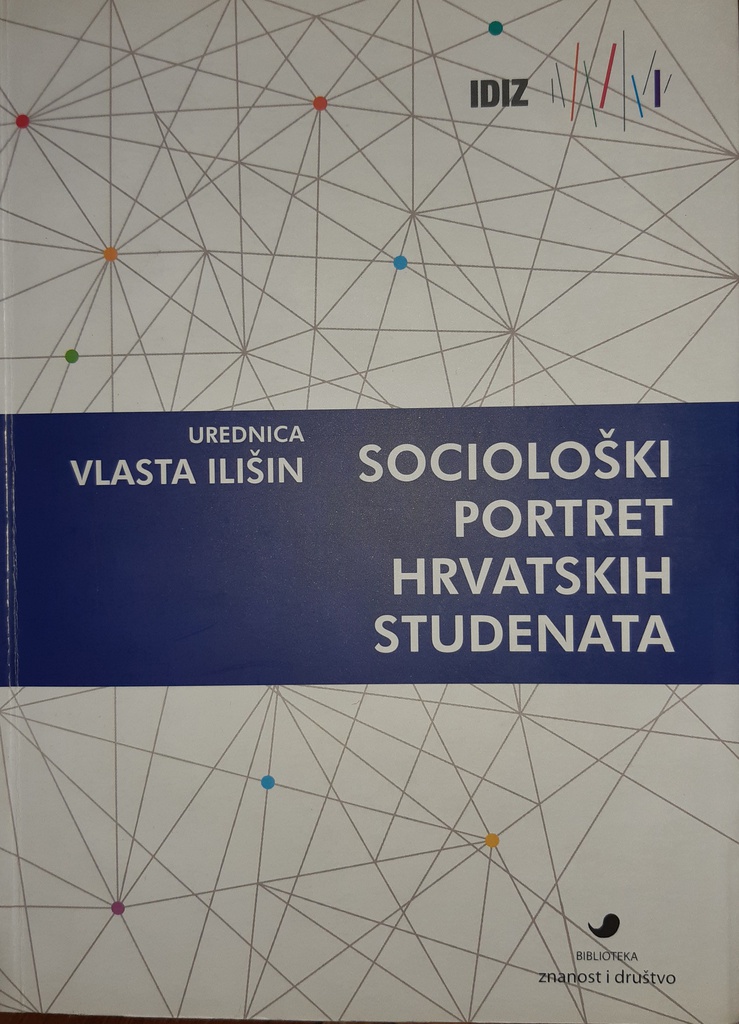 IDIZ
UREDNICA
VLASTA ILIŠIN
SOCIOLOŠKI
PORTRET
HRVATSKIH
STUDENATA
BIBLIOTEKA
znanost i društvo